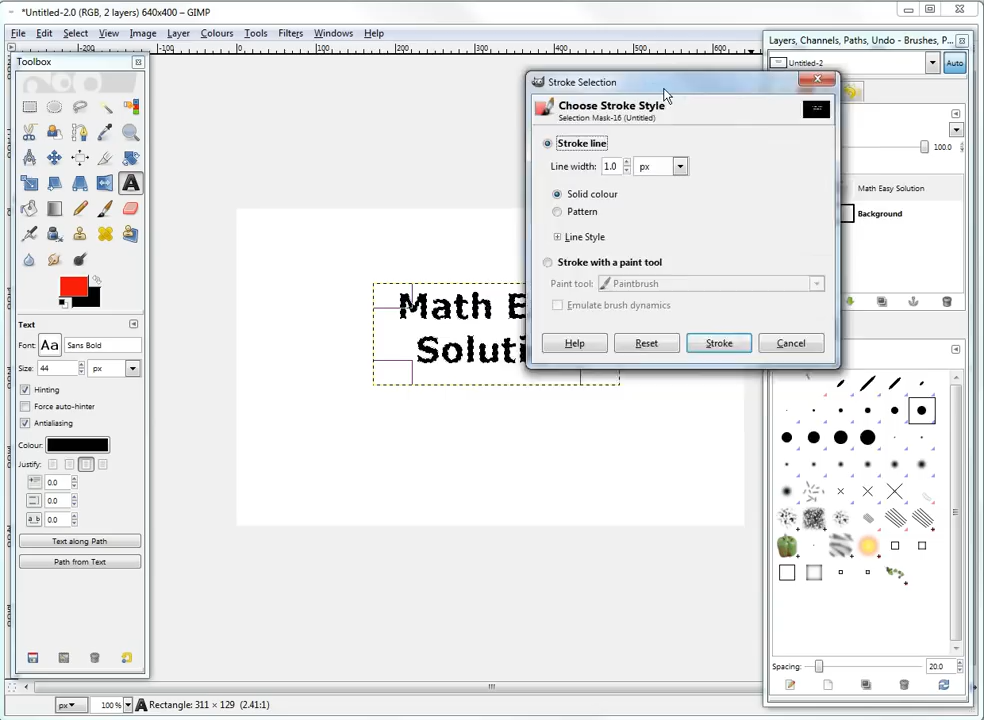 *Untitled-2.0 (RGB, 2 layers) 640x400 – GIMP
File Edit Select View Image Layer Colours Tools Filters Windows Help
Layers, Channels, Paths, Undo - Brushes, P...
Toolbox
Untitled-2
Auto
Stroke Selection
Choose Stroke Style
Selection Mask-16 (Untitled)
100.0
Stroke line
Line width: 1.0 px
Solid colour
Math Easy Solution
Pattern
Background
Line Style
Stroke with a paint tool
Paint tool: Paintbrush
Emulate brush dynamics
Help Reset Stroke Cancel
Math E
Soluti
Text
Font: Aa Sans Bold
Size: 44 px
Hinting
Force auto-hinter
Antialiasing
Colour:
Justify:
0.0
0.0
0.0
Text along Path
Path from Text
Spacing: 20.0
px 100 % Rectangle: 311 × 129 (2.41:1)